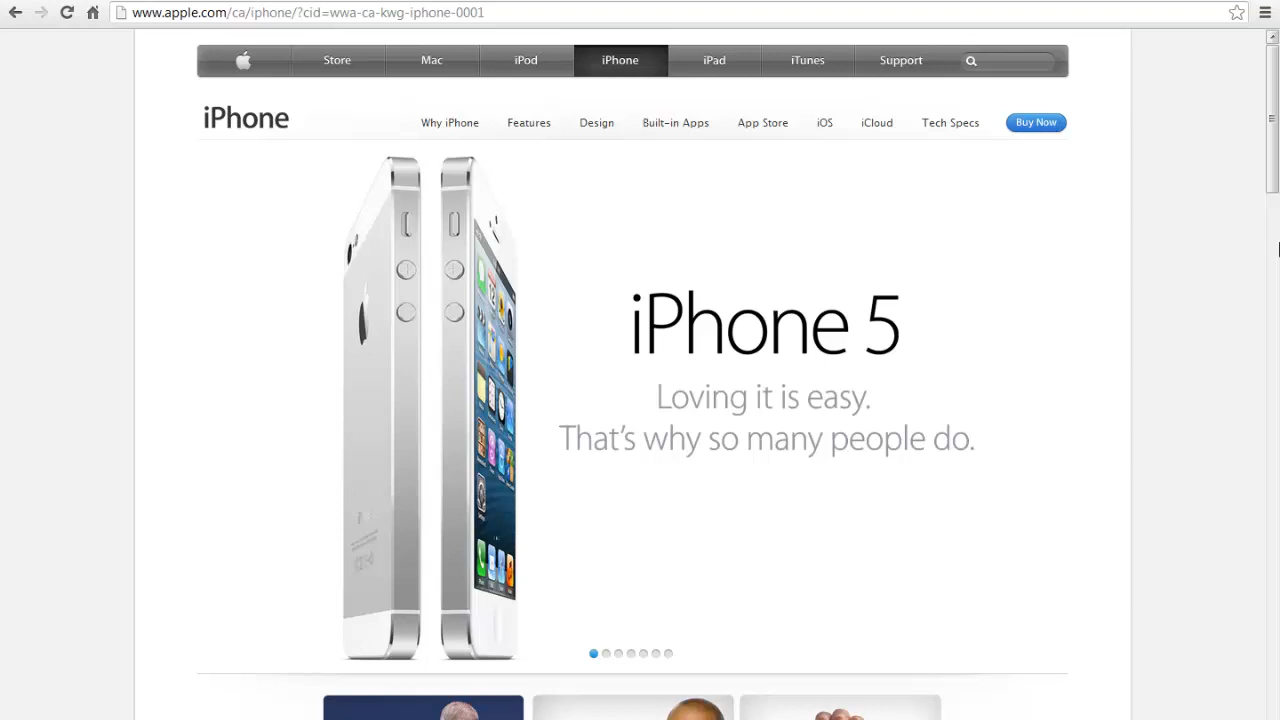 www.apple.com/ca/iphone/?cid=wwa-ca-kwg-iphone-0001
Store Mac iPod iPhone iPad iTunes Support
iPhone
Why iPhone Features Design Built-in Apps App Store iOS iCloud Tech Specs Buy Now
iPhone 5
Loving it is easy.
That's why so many people do.